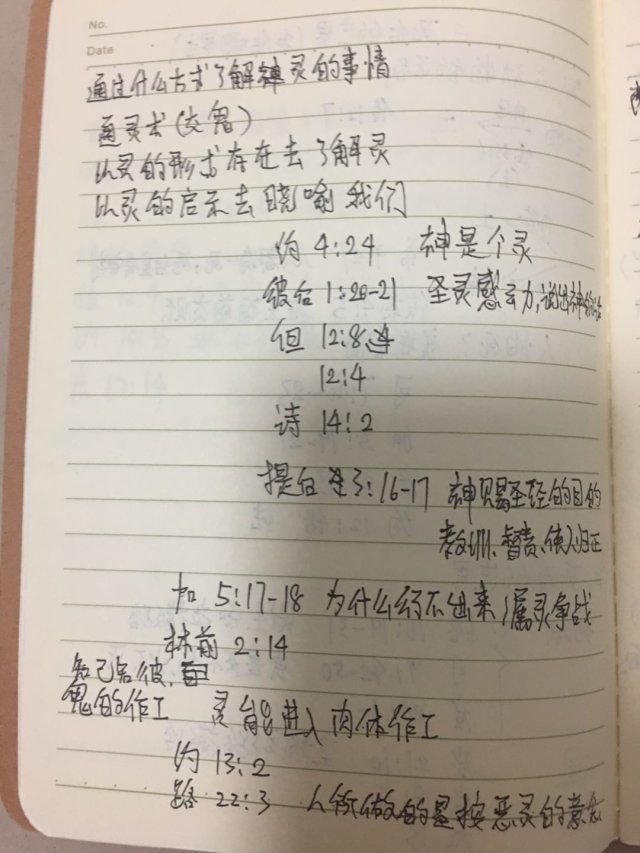 No.
Date
通过什么方式了解神灵的事情
通灵术(交鬼)
以灵的形式存在去了解灵
以灵的启示去晓喻我们
约 4:24 神是个灵
彼后 1:20-21 圣灵感动,说出神的话
但 12:8
12:4
诗 14:2
提后 3:16-17 神赐圣经的目的
教训、督责、使人归正
加 5:17-18 为什么行不出来,属灵争战
林前 2:14
知己知彼,
鬼的作工 灵能进入肉体作工
约 13:2
路 22:3 人所做的是按恶灵的意念